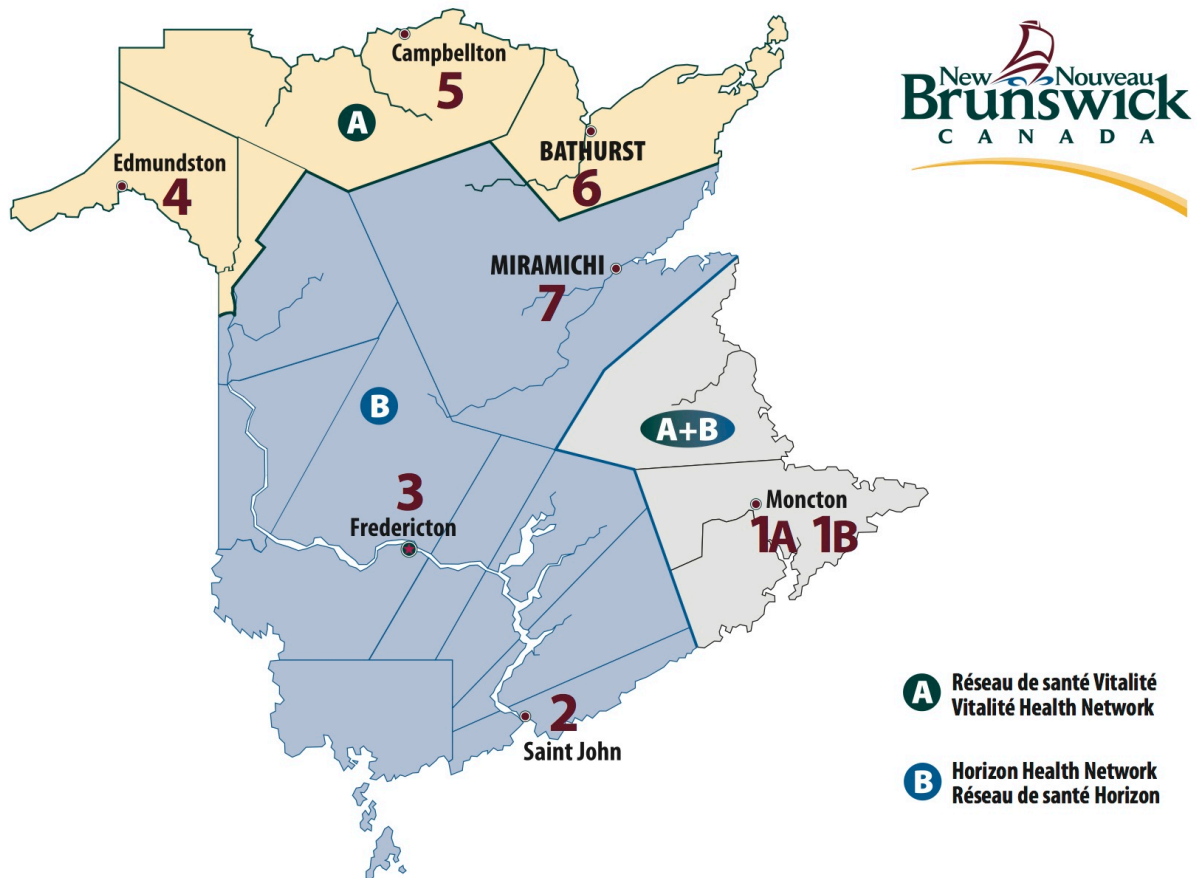 New Nouveau
Brunswick
CANADA
Campbellton
5
A
BATHURST
6
Edmundston
4
MIRAMICHI
7
B
A+B
3
Fredericton
Moncton
1A 1B
2
Saint John
A Réseau de santé Vitalité
Vitalité Health Network
B Horizon Health Network
Réseau de santé Horizon